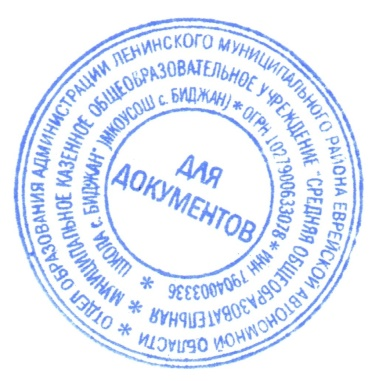 * ОТДЕЛ ОБРАЗОВАНИЯ АДМИНИСТРАЦИИ ЛЕНИНСКОГО МУНИЦИПАЛЬНОГО РАЙОНА ЕВРЕЙСКОЙ АВТОНОМНОЙ ОБЛАСТИ
* МУНИЦИПАЛЬНОЕ КАЗЕННОЕ ОБЩЕОБРАЗОВАТЕЛЬНОЕ УЧРЕЖДЕНИЕ "СРЕДНЯЯ ОБЩЕОБРАЗОВАТЕЛЬНАЯ
* ШКОЛА с. БИДЖАН" (МКОУСОШ с. БИДЖАН) * ОГРН 1027900633078 * ИНН 7904003336
ДЛЯ
ДОКУМЕНТОВ